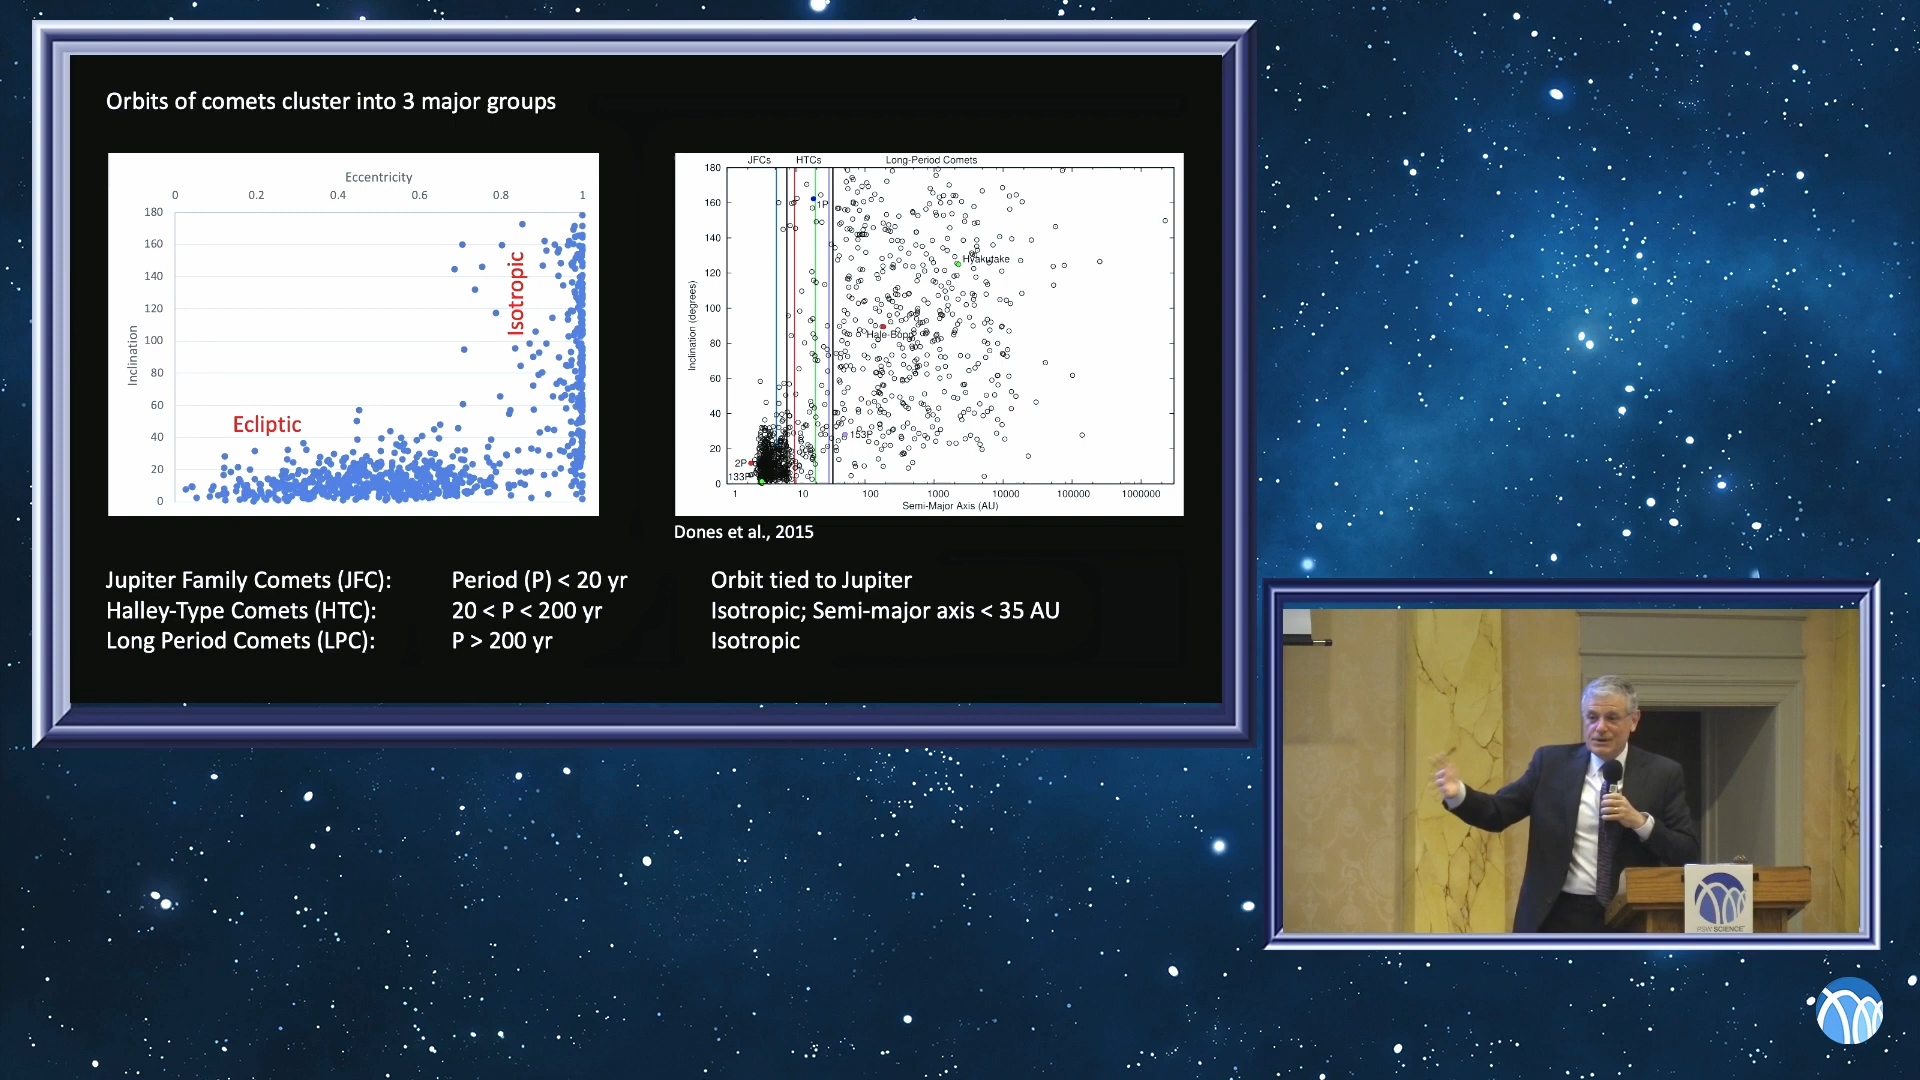 Orbits of comets cluster into 3 major groups
Eccentricity
0 0.2 0.4 0.6 0.8 1
180
160
140
120
100
80
60
40
20
0
Inclination
Ecliptic
Isotropic
JFCs HTCs Long-Period Comets
180
160
140
120
100
80
60
40
20
0
Inclination (degrees)
1P
Hyakutake
Hale-Bopp
153P
2P
133P
1 10 100 1000 10000 100000 1000000
Semi-Major Axis (AU)
Dones et al., 2015
Jupiter Family Comets (JFC): Period (P) < 20 yr Orbit tied to Jupiter
Halley-Type Comets (HTC): 20 < P < 200 yr Isotropic; Semi-major axis < 35 AU
Long Period Comets (LPC): P > 200 yr Isotropic
PSW SCIENCE